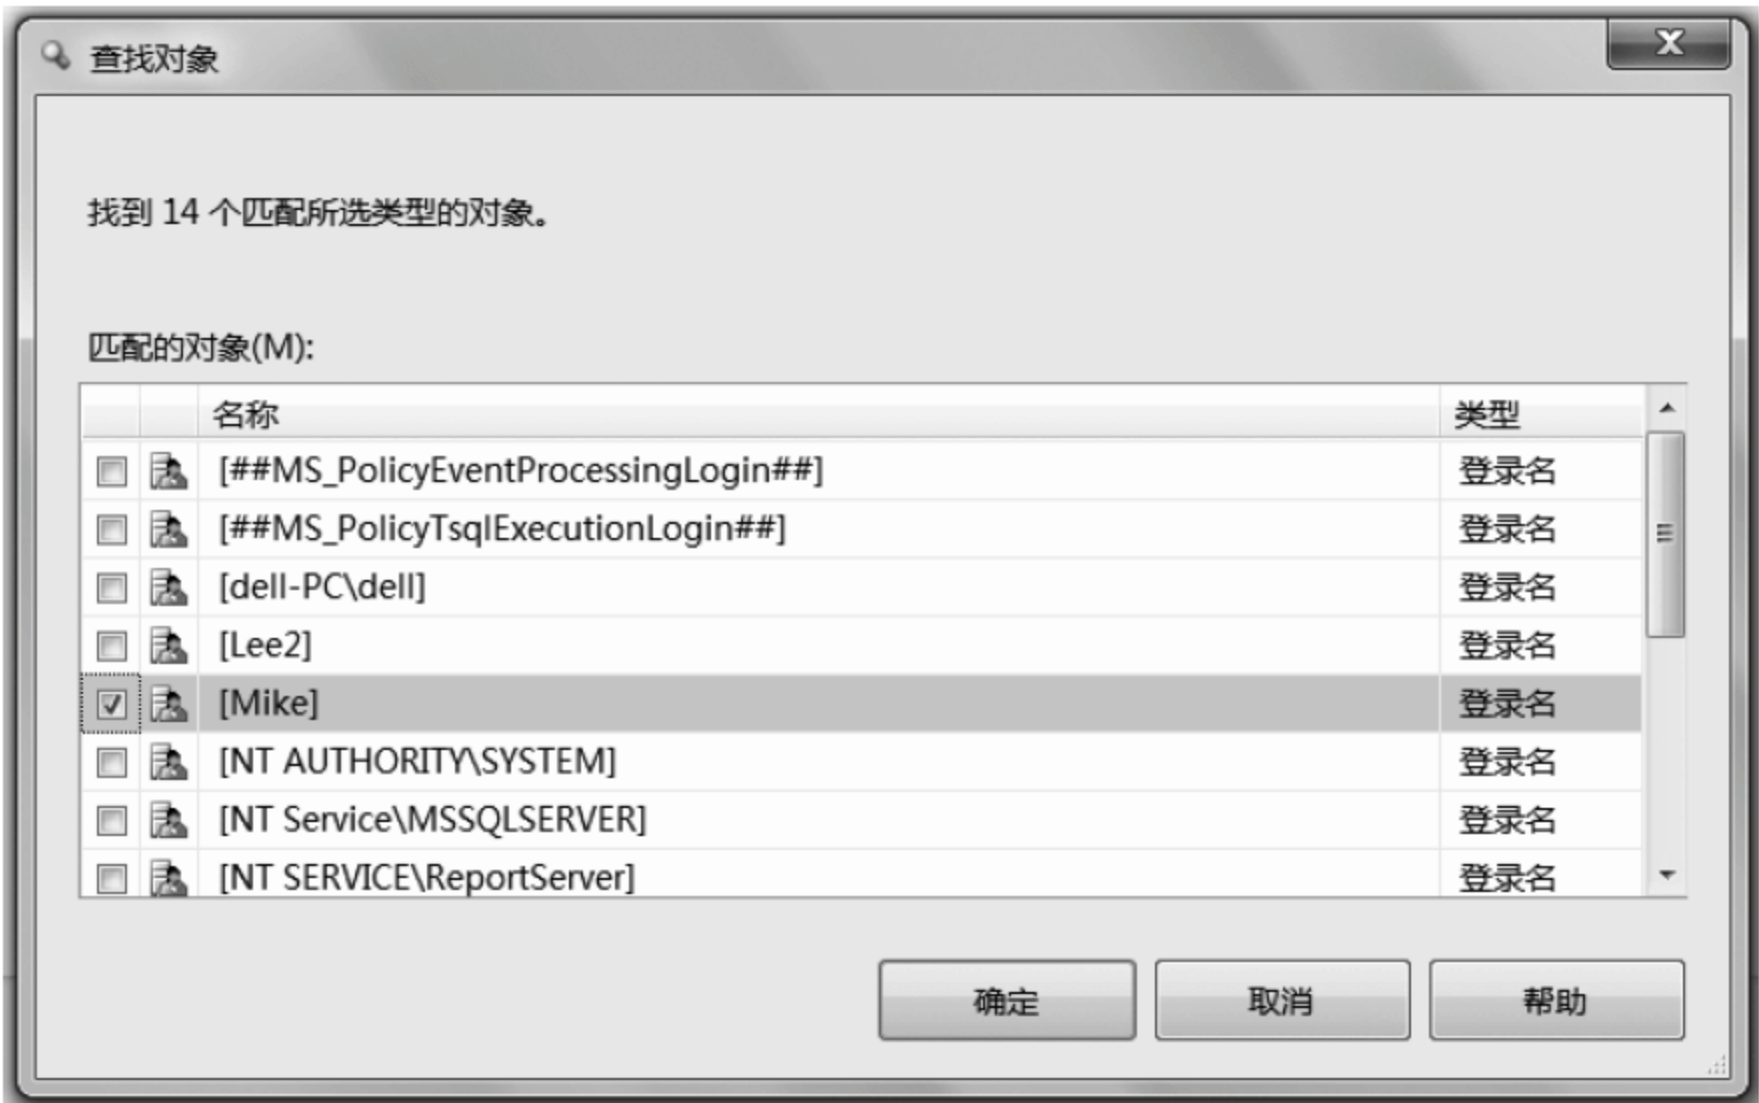 查找对象
找到 14 个匹配所选类型的对象。
匹配的对象(M):
名称 类型
[##MS_PolicyEventProcessingLogin##] 登录名
[##MS_PolicyTsqlExecutionLogin##] 登录名
[dell-PC\dell] 登录名
[Lee2] 登录名
[Mike] 登录名
[NT AUTHORITY\SYSTEM] 登录名
[NT Service\MSSQLSERVER] 登录名
[NT SERVICE\ReportServer] 登录名
确定 取消 帮助